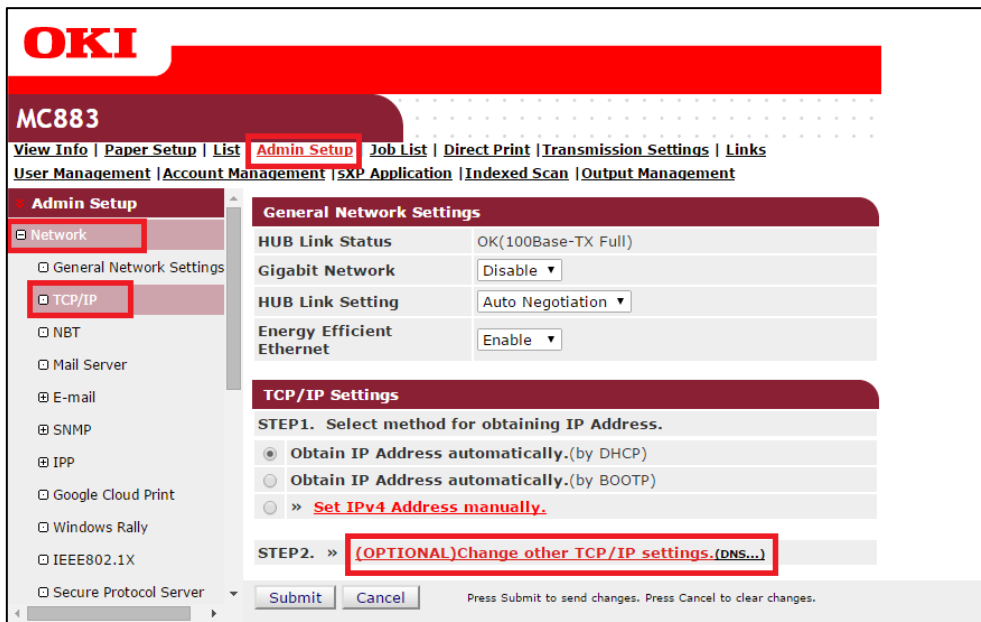 OKI
MC883
View Info | Paper Setup | List | Admin Setup | Job List | Direct Print |Transmission Settings | Links
User Management |Account Management |sXP Application |Indexed Scan |Output Management
Admin Setup
Network
General Network Settings
TCP/IP
NBT
Mail Server
E-mail
SNMP
IPP
Google Cloud Print
Windows Rally
IEEE802.1X
Secure Protocol Server
General Network Settings
HUB Link Status OK(100Base-TX Full)
Gigabit Network Disable
HUB Link Setting Auto Negotiation
Energy Efficient
Ethernet Enable
TCP/IP Settings
STEP1. Select method for obtaining IP Address.
Obtain IP Address automatically.(by DHCP)
Obtain IP Address automatically.(by BOOTP)
» Set IPv4 Address manually.
STEP2. » (OPTIONAL)Change other TCP/IP settings.(DNS...)
Submit Cancel Press Submit to send changes. Press Cancel to clear changes.